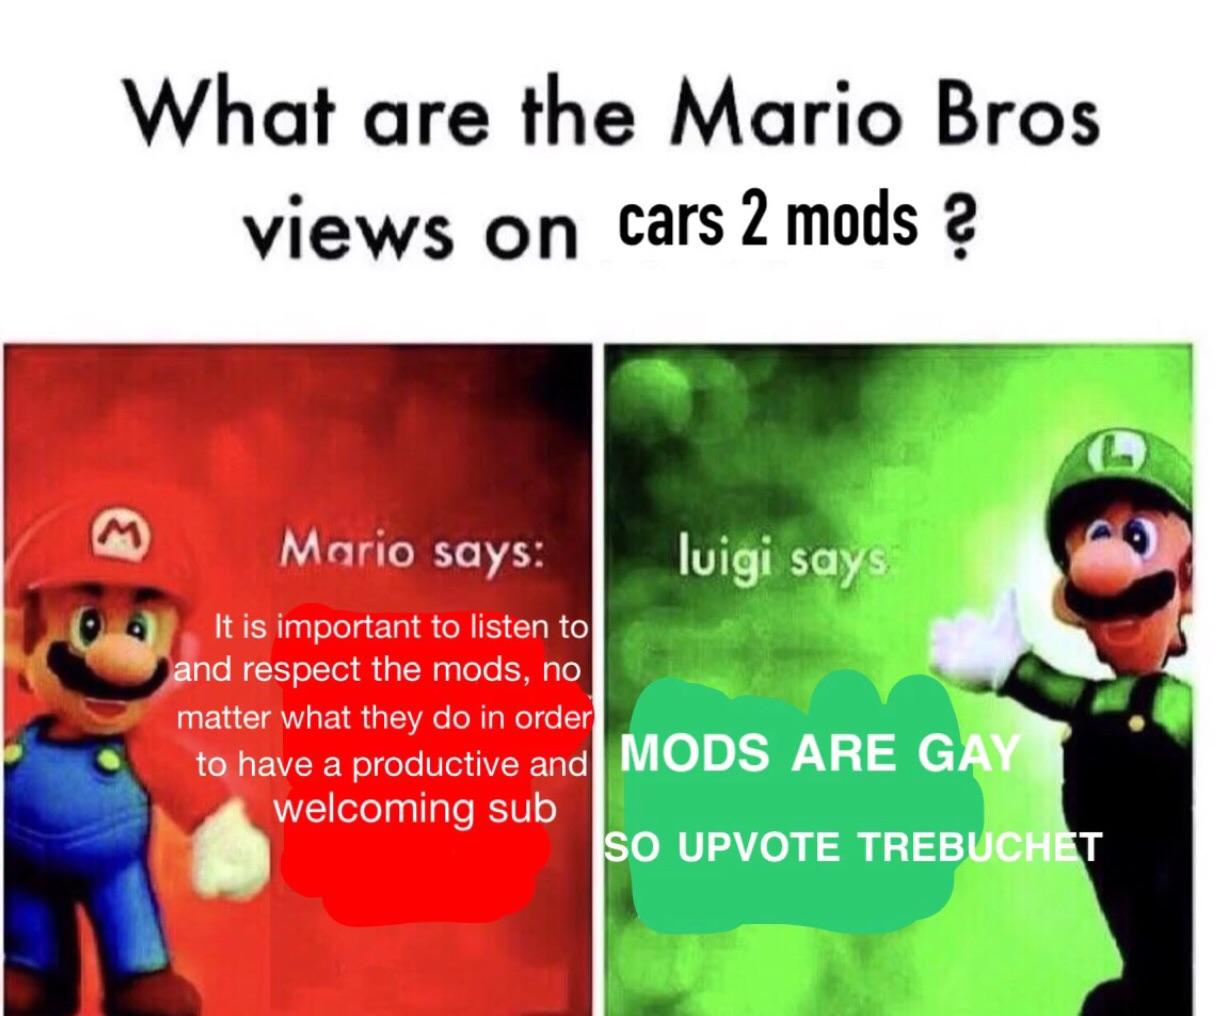 What are the Mario Bros
views on cars 2 mods ?
M
L
Mario says:
It is important to listen to
and respect the mods, no
matter what they do in order
to have a productive and
welcoming sub
luigi says:
MODS ARE GAY
SO UPVOTE TREBUCHET